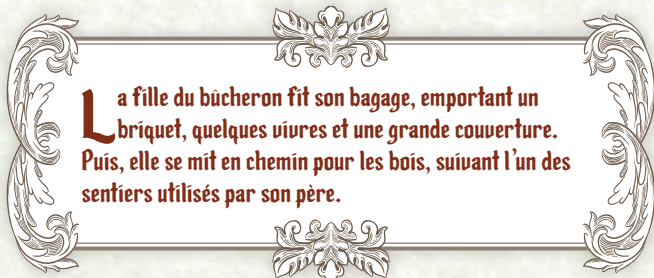 La fille du bûcheron fit son bagage, emportant un
briquet, quelques vivres et une grande couverture.
Puis, elle se mit en chemin pour les bois, suivant l'un des
sentiers utilisés par son père.